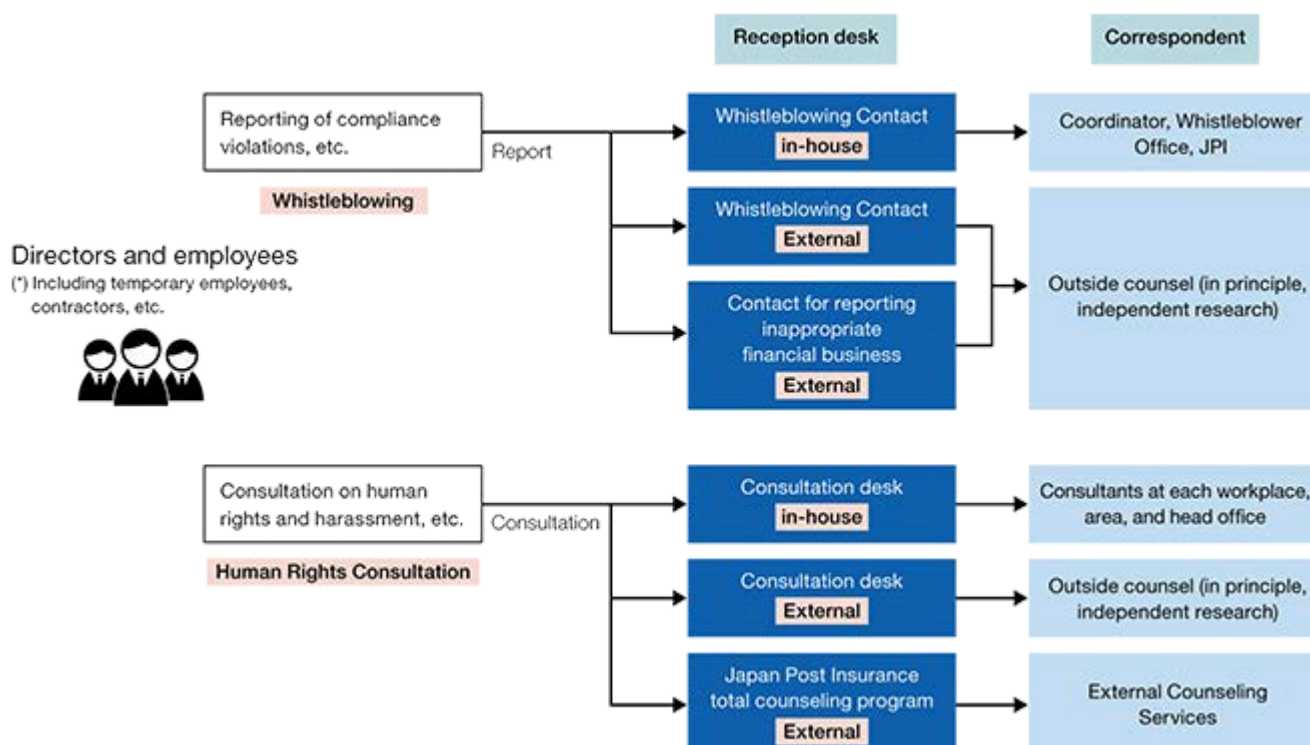 Reception desk
Correspondent
Reporting of compliance
violations, etc.
Report
Whistleblowing
Whistleblowing Contact
in-house
Coordinator, Whistleblower
Office, JPI
Whistleblowing Contact
External
Directors and employees
(*) Including temporary employees,
contractors, etc.
Contact for reporting
inappropriate
financial business
External
Outside counsel (in principle,
independent research)
Consultation on human
rights and harassment, etc.
Consultation
Human Rights Consultation
Consultation desk
in-house
Consultants at each workplace,
area, and head office
Consultation desk
External
Outside counsel (in principle,
independent research)
Japan Post Insurance
total counseling program
External
External Counseling
Services